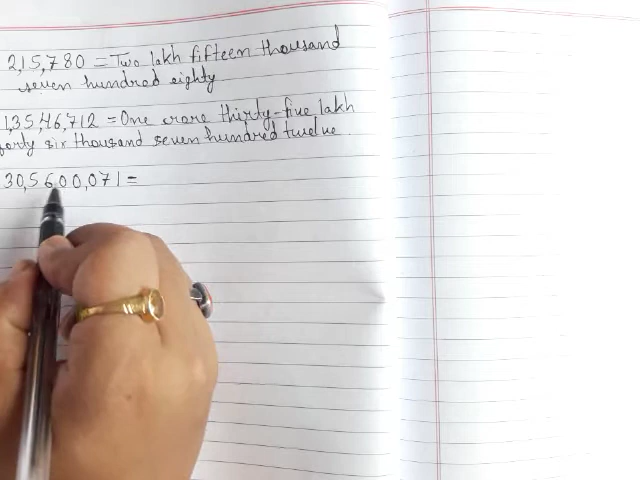 2,15,780 = Two lakh fifteen thousand
seven hundred eighty
1,35,46,712 = One crore thirty-five lakh
forty six thousand seven hundred twelve.
30,5600,071 =